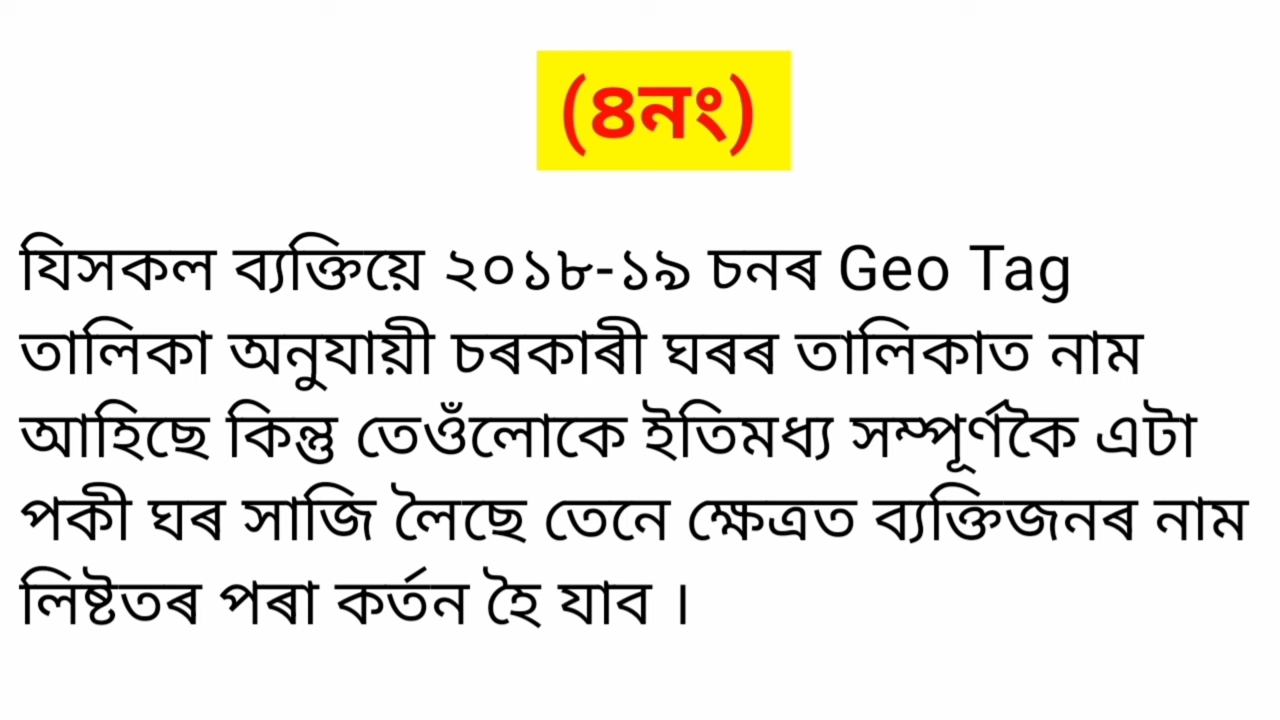 (৪নং)
যিসকল ব্যক্তিয়ে ২০১৮-১৯ চনৰ Geo Tag
তালিকা অনুযায়ী চৰকাৰী ঘৰৰ তালিকাত নাম
আহিছে কিন্তু তেওঁলোকে ইতিমধ্য সম্পূৰ্ণকৈ এটা
পকী ঘৰ সাজি লৈছে তেনে ক্ষেত্ৰত ব্যক্তিজনৰ নাম
লিষ্টতৰ পৰা কৰ্তন হৈ যাব ।